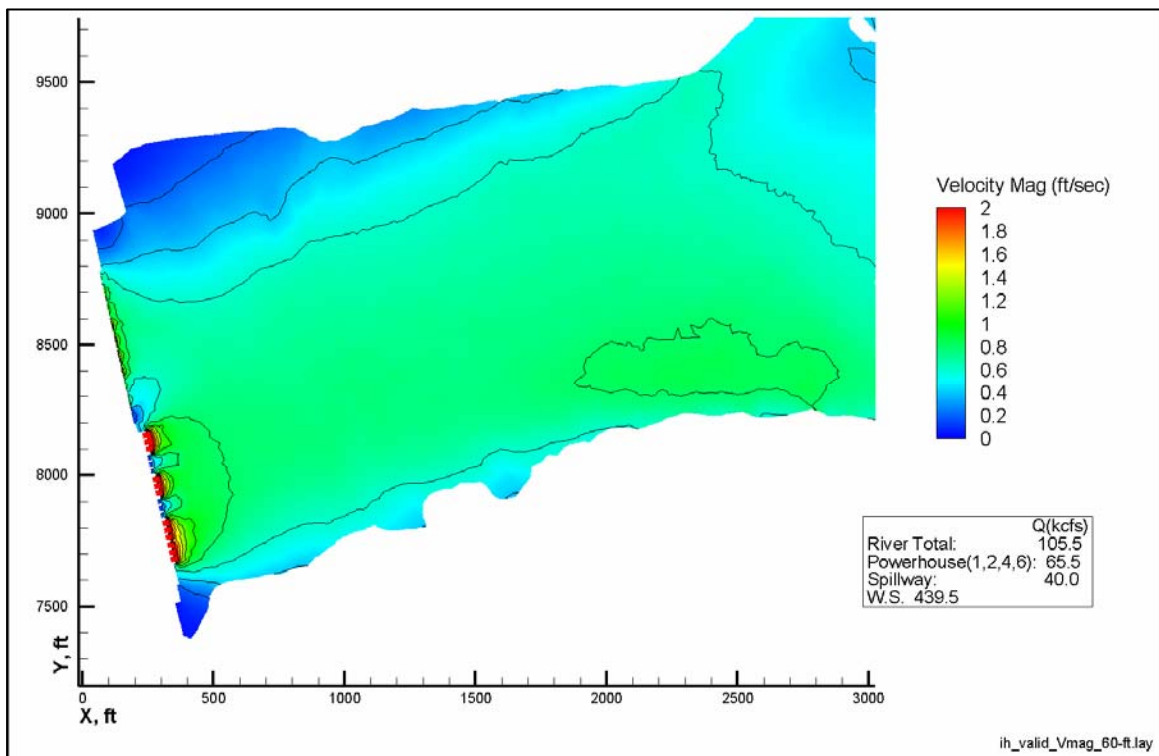 9500
9000
8500
8000
7500
Y, ft
0 500 1000 1500 2000 2500 3000
X, ft
Velocity Mag (ft/sec)
2
1.8
1.6
1.4
1.2
1
0.8
0.6
0.4
0.2
0
Q(kcfs)
River Total: 105.5
Powerhouse(1,2,4,6): 65.5
Spillway: 40.0
W.S. 439.5
ih_valid_Vmag_60-ft.lay